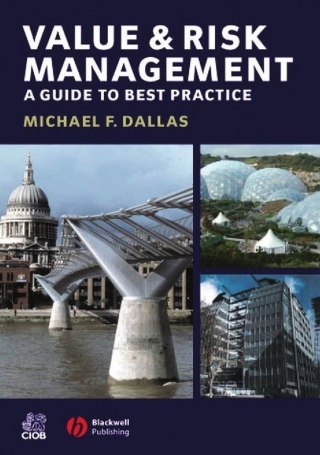 VALUE & RISK
MANAGEMENT
A GUIDE TO BEST PRACTICE
MICHAEL F. DALLAS
CIOB
Blackwell
Publishing